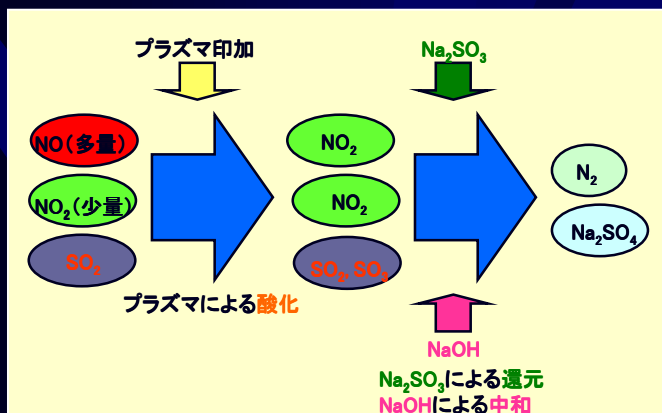 プラズマ印加
Na₂SO₃
NO(多量)
NO₂(少量)
SO₂
NO₂
NO₂
SO₂, SO₃
N₂
Na₂SO₄
プラズマによる酸化
NaOH
Na₂SO₃による還元
NaOHによる中和